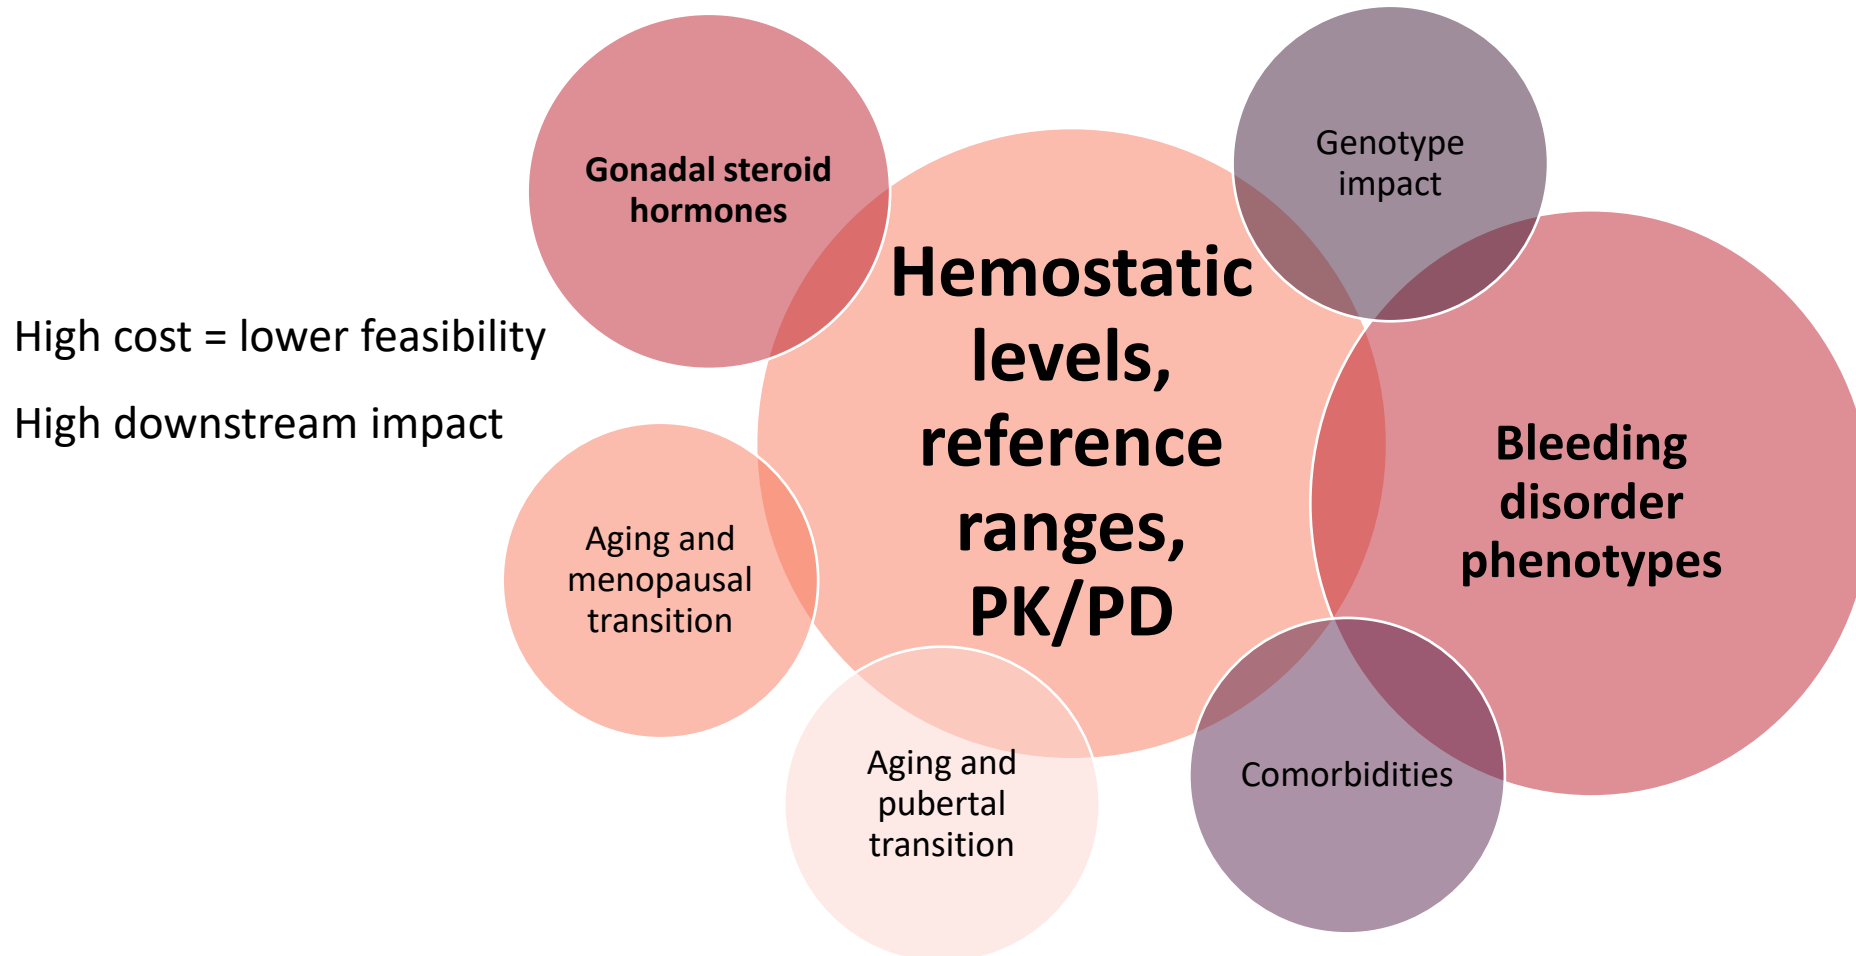 High cost = lower feasibility
High downstream impact
Gonadal steroid
hormones
Aging and
menopausal
transition
Aging and
pubertal
transition
Hemostatic
levels,
reference
ranges,
PK/PD
Genotype
impact
Comorbidities
Bleeding
disorder
phenotypes